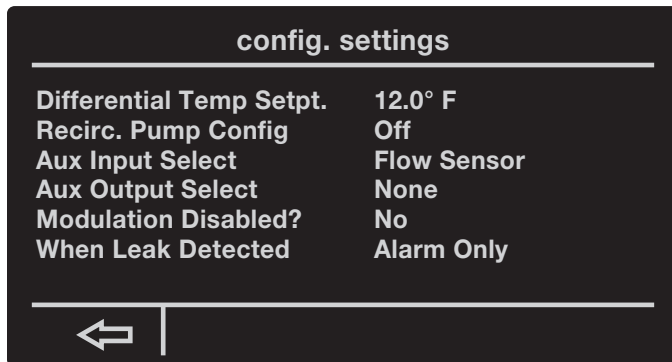 config. settings
Differential Temp Setpt. 12.0° F
Recirc. Pump Config Off
Aux Input Select Flow Sensor
Aux Output Select None
Modulation Disabled? No
When Leak Detected Alarm Only